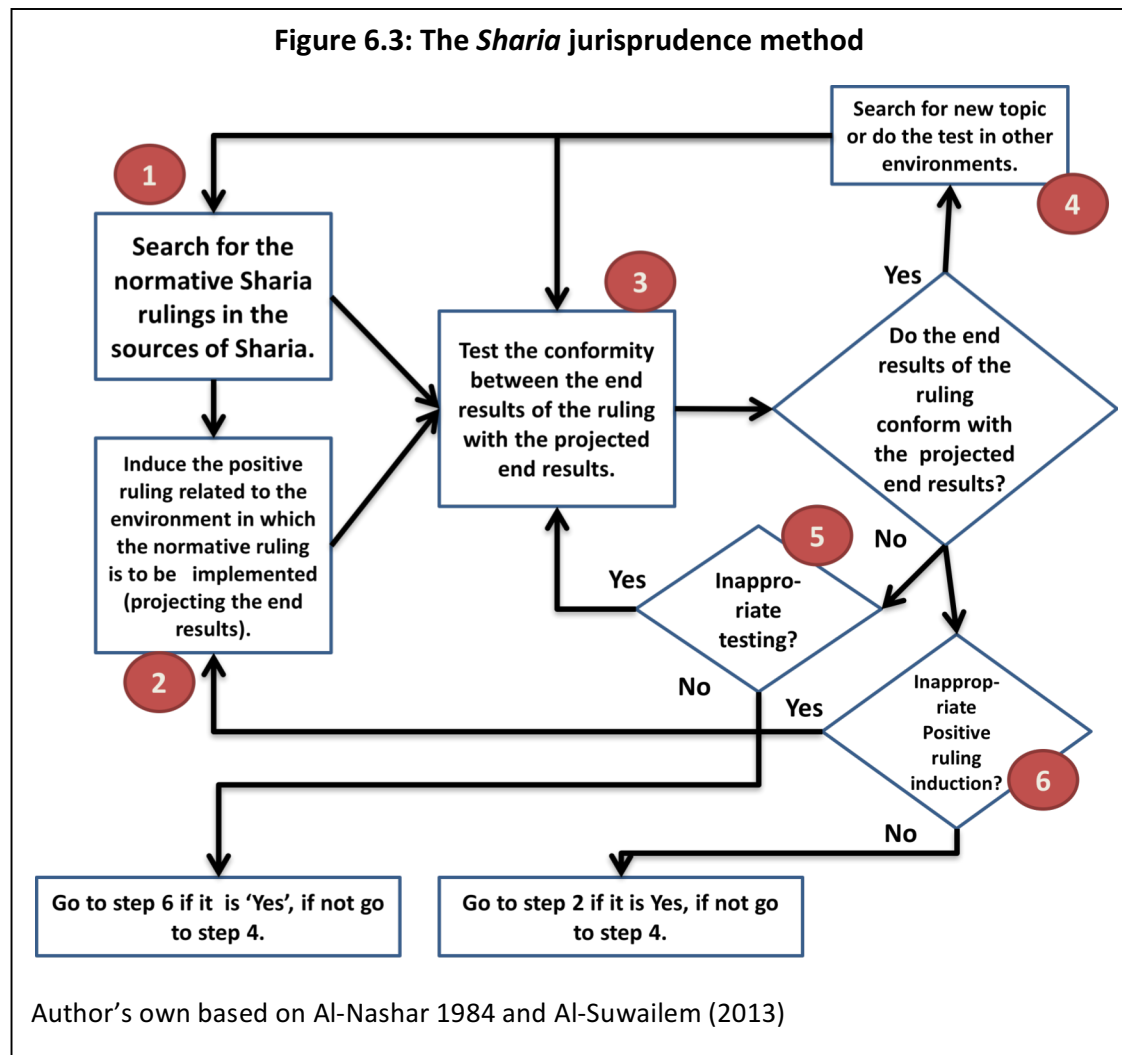 Figure 6.3: The Sharia jurisprudence method
Search for new topic
or do the test in other
environments.
4
1
Search for the
normative Sharia
rulings in the
sources of Sharia.
3
Test the conformity
between the end
results of the ruling
with the projected
end results.
Yes
Do the end
results of the
ruling
conform with
the projected
end results?
Induce the positive
ruling related to the
environment in which
the normative ruling
is to be implemented
(projecting the end
results).
2
5
No
Yes
Inappro-
riate
testing?
No
Yes
Inapprop-
riate
Positive
ruling
induction?
6
No
Go to step 6 if it is ‘Yes’, if not go
to step 4.
Go to step 2 if it is Yes, if not go
to step 4.
Author’s own based on Al-Nashar 1984 and Al-Suwailem (2013)